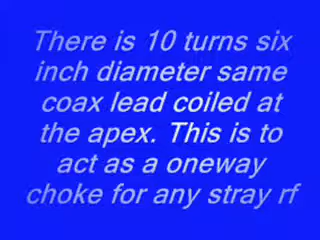 There is 10 turns six
inch diameter same
coax lead coiled at
the apex. This is to
act as a oneway
choke for any stray rf